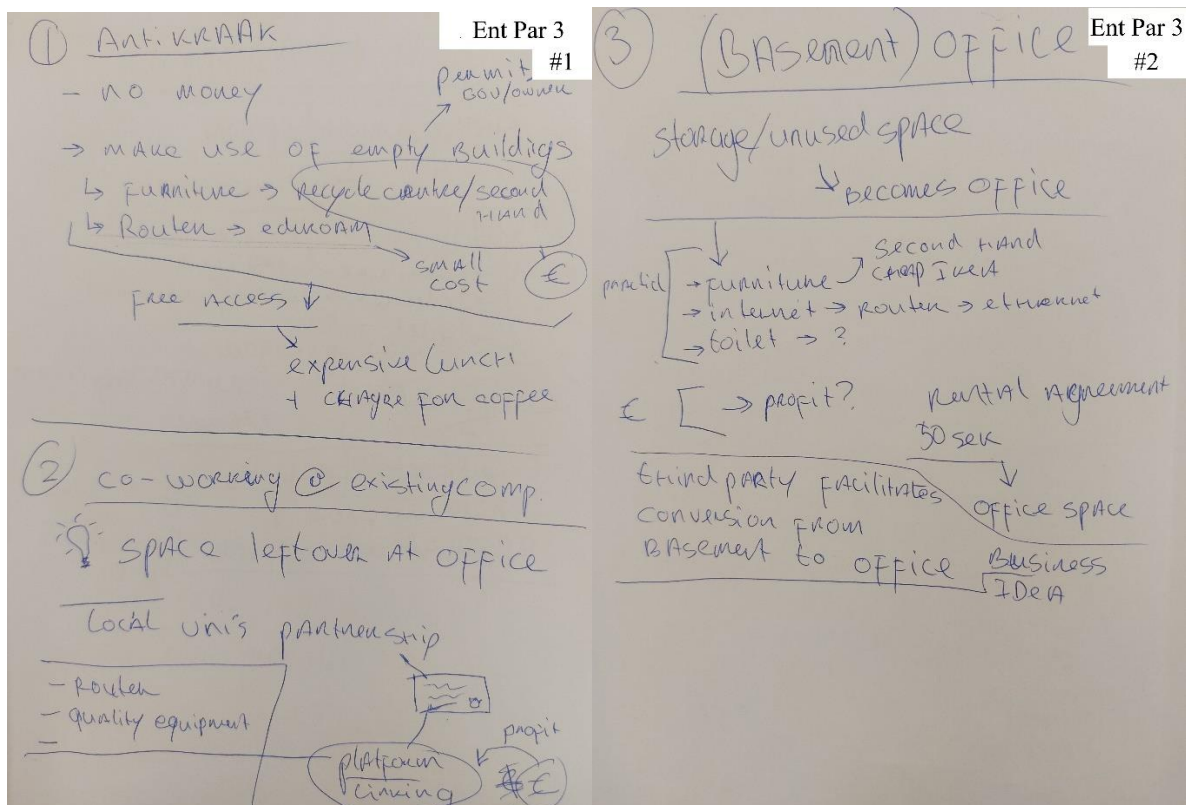 Ent Par 3
#1
① AntiKRAAK
- no money
permit
GOV/OWNER
→ MAKE USE OF empty Buildings
↳ FURNITURE → Recycle centre/second
HAND
↳ ROUTER → eduroam
small
cost
€
Free Access
expensive Lunch
+ charge for coffee
② co-working @ existing comp.
space leftover at office
Local uni's partnership
- Router
- quality equipment
-
platform
Linking
profit
€
Ent Par 3
#2
③ (BAsement) OFFICE
storage/unused space
↳ Becomes office
→ furniture
second HAND
CHEAP IKEA
→ internet → router → ethernet
→ toilet → ?
€ [ → profit?
Rental Agreement
50 sek
office space
third party facilitates
conversion from
BAsement to office
Business
IDea